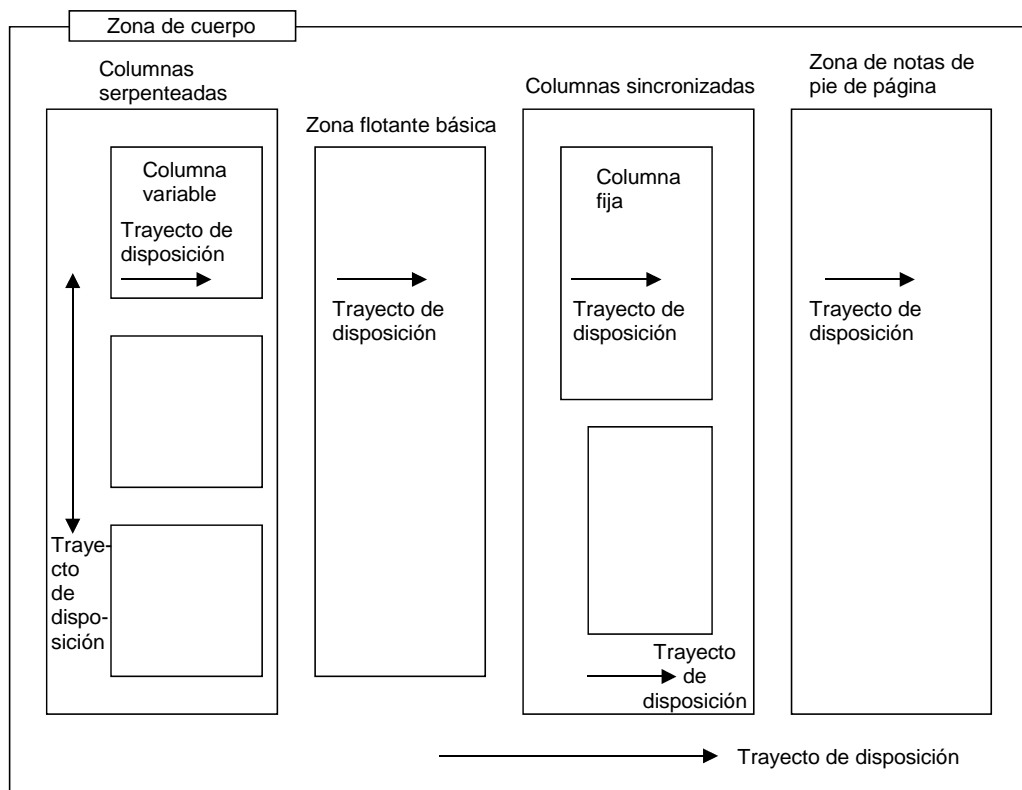 Zona de cuerpo
Columnas
serpenteadas
Columna
variable
Trayecto de
disposición
Traye-
cto
de
dispo-
sición
Zona flotante básica
Trayecto de
disposición
Columnas sincronizadas
Columna
fija
Trayecto de
disposición
Trayecto
de
disposición
Zona de notas de
pie de página
Trayecto de
disposición
Trayecto de disposición